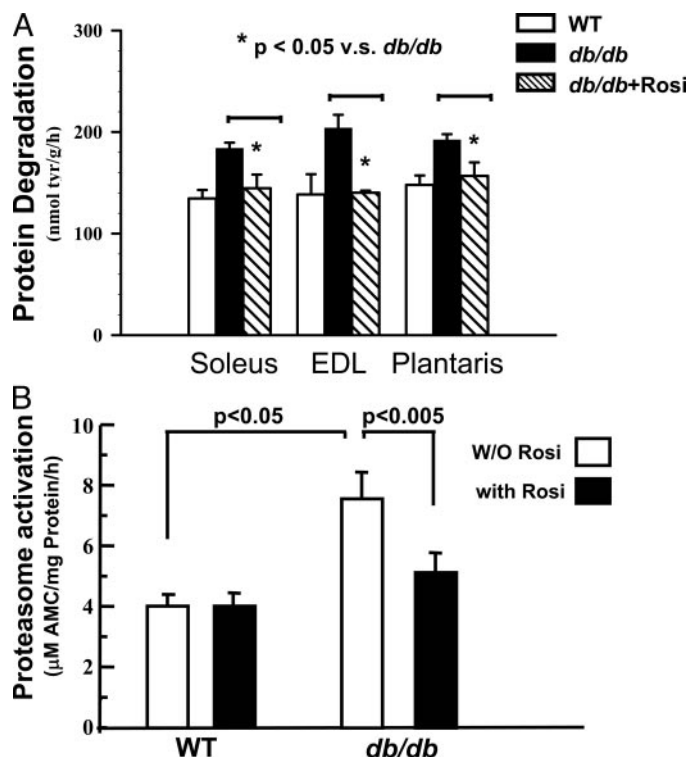 A
WT
db/db
db/db+Rosi
* p < 0.05 v.s. db/db
Protein Degradation
(nmol tyr/g/h)
300
200
100
0
*
*
*
Soleus
EDL
Plantaris
B
Proteasome activation
(µM AMC/mg Protein/h)
10
8
6
4
2
0
p<0.05
p<0.005
W/O Rosi
with Rosi
WT
db/db